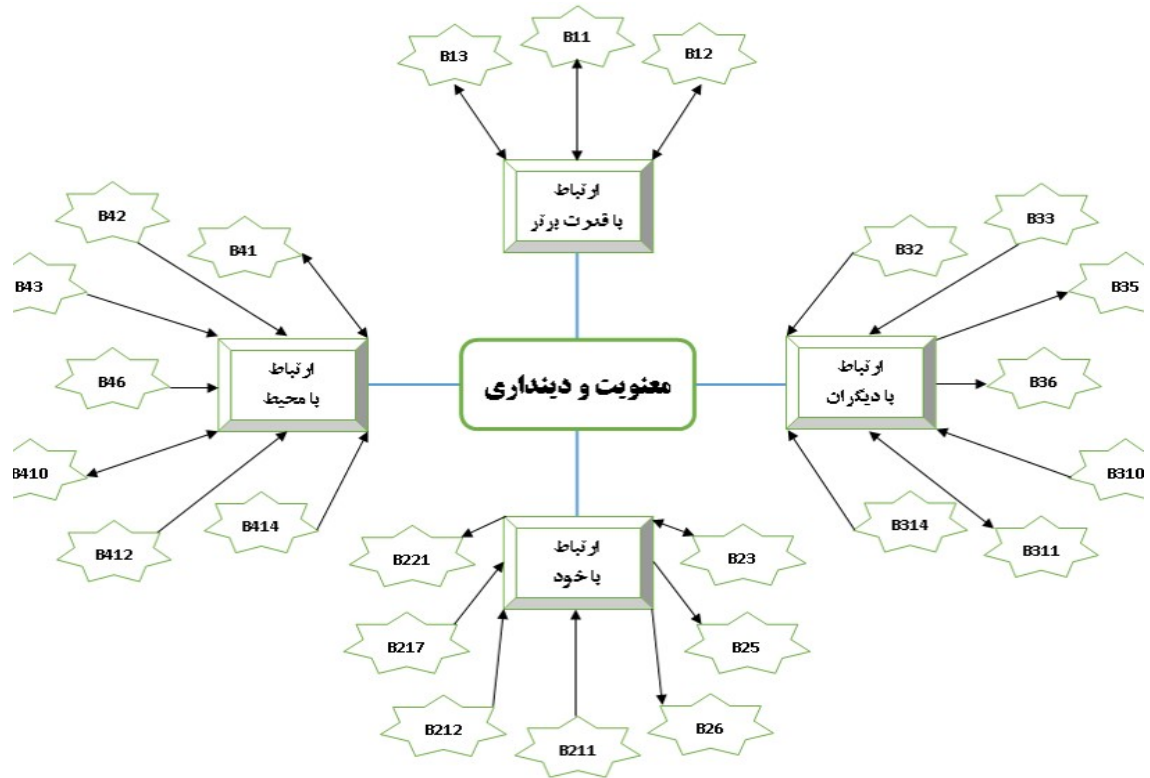 B11
B13
B12
ارتباط
با قدرت برتر
B42
B33
B41
B32
B43
B35
ارتباط
با محیط
معنویت و دینداری
ارتباط
با دیگران
B46
B36
B410
B310
B414
B314
B412
B311
ارتباط
با خود
B221
B23
B217
B25
B212
B26
B211